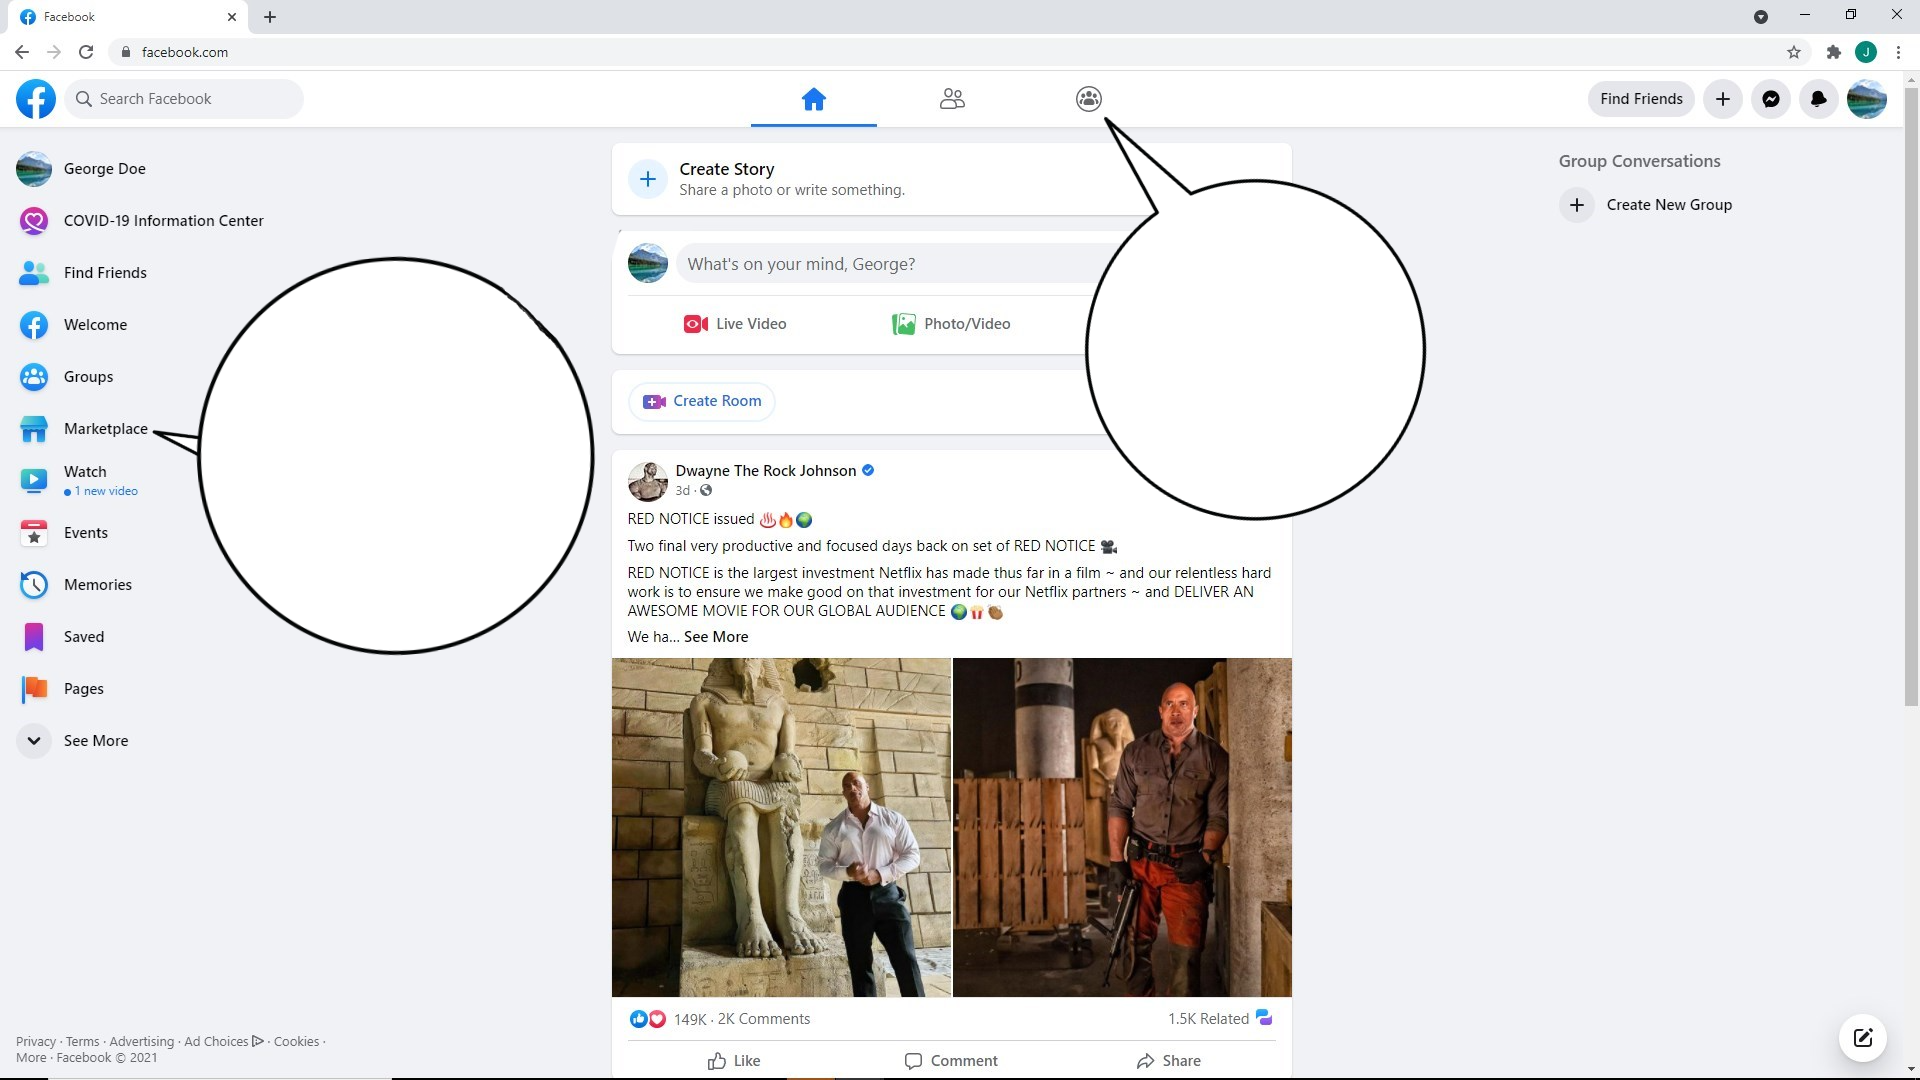 Facebook
facebook.com
J
Search Facebook
Find Friends
George Doe
COVID-19 Information Center
Find Friends
Welcome
Groups
Marketplace
Watch
1 new video
Events
Memories
Saved
Pages
See More
Privacy · Terms · Advertising · Ad Choices · Cookies ·
More · Facebook © 2021
Create Story
Share a photo or write something.
What's on your mind, George?
Live Video
Photo/Video
Create Room
Dwayne The Rock Johnson
3d ·
RED NOTICE issued ♨️🔥🌍
Two final very productive and focused days back on set of RED NOTICE 🎥
RED NOTICE is the largest investment Netflix has made thus far in a film ~ and our relentless hard
work is to ensure we make good on that investment for our Netflix partners ~ and DELIVER AN
AWESOME MOVIE FOR OUR GLOBAL AUDIENCE 🌍🍿👏🏾
We ha... See More
149K · 2K Comments
1.5K Related
Like
Comment
Share
Group Conversations
Create New Group